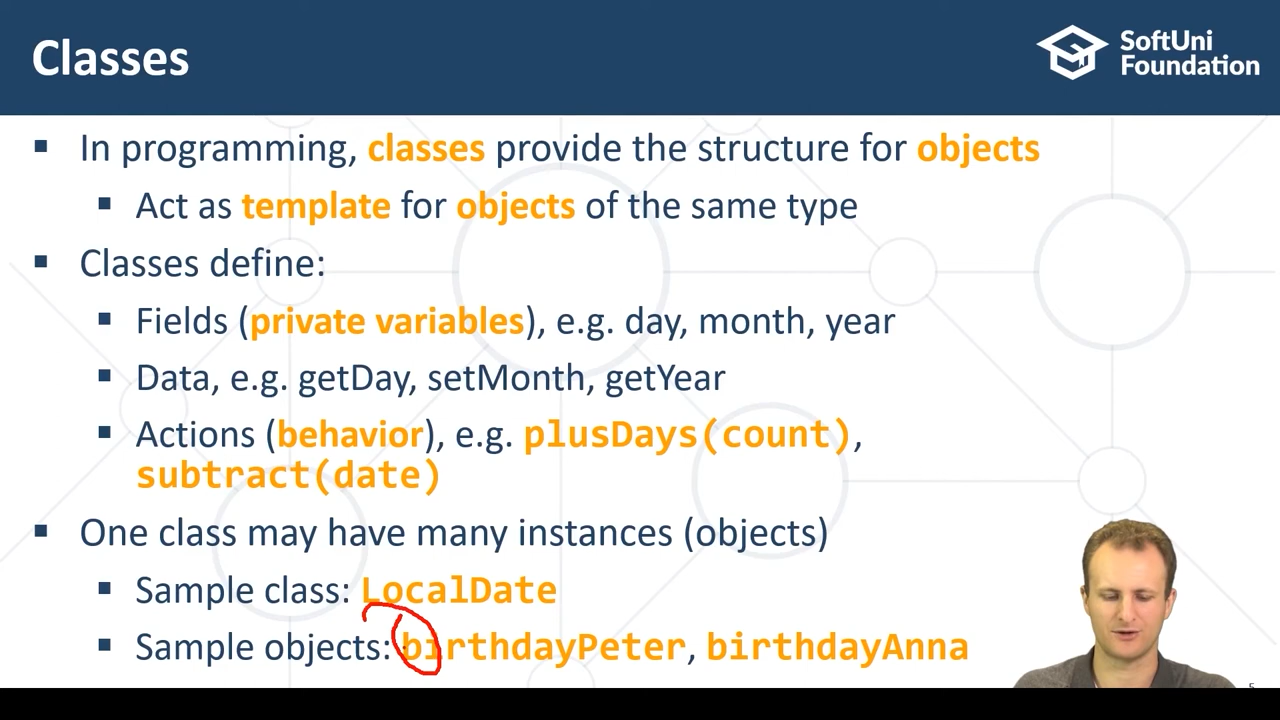 Classes
SoftUni
Foundation
In programming, classes provide the structure for objects
Act as template for objects of the same type
Classes define:
Fields (private variables), e.g. day, month, year
Data, e.g. getDay, setMonth, getYear
Actions (behavior), e.g. plusDays(count),
subtract(date)
One class may have many instances (objects)
Sample class: LocalDate
Sample objects: birthdayPeter, birthdayAnna
5